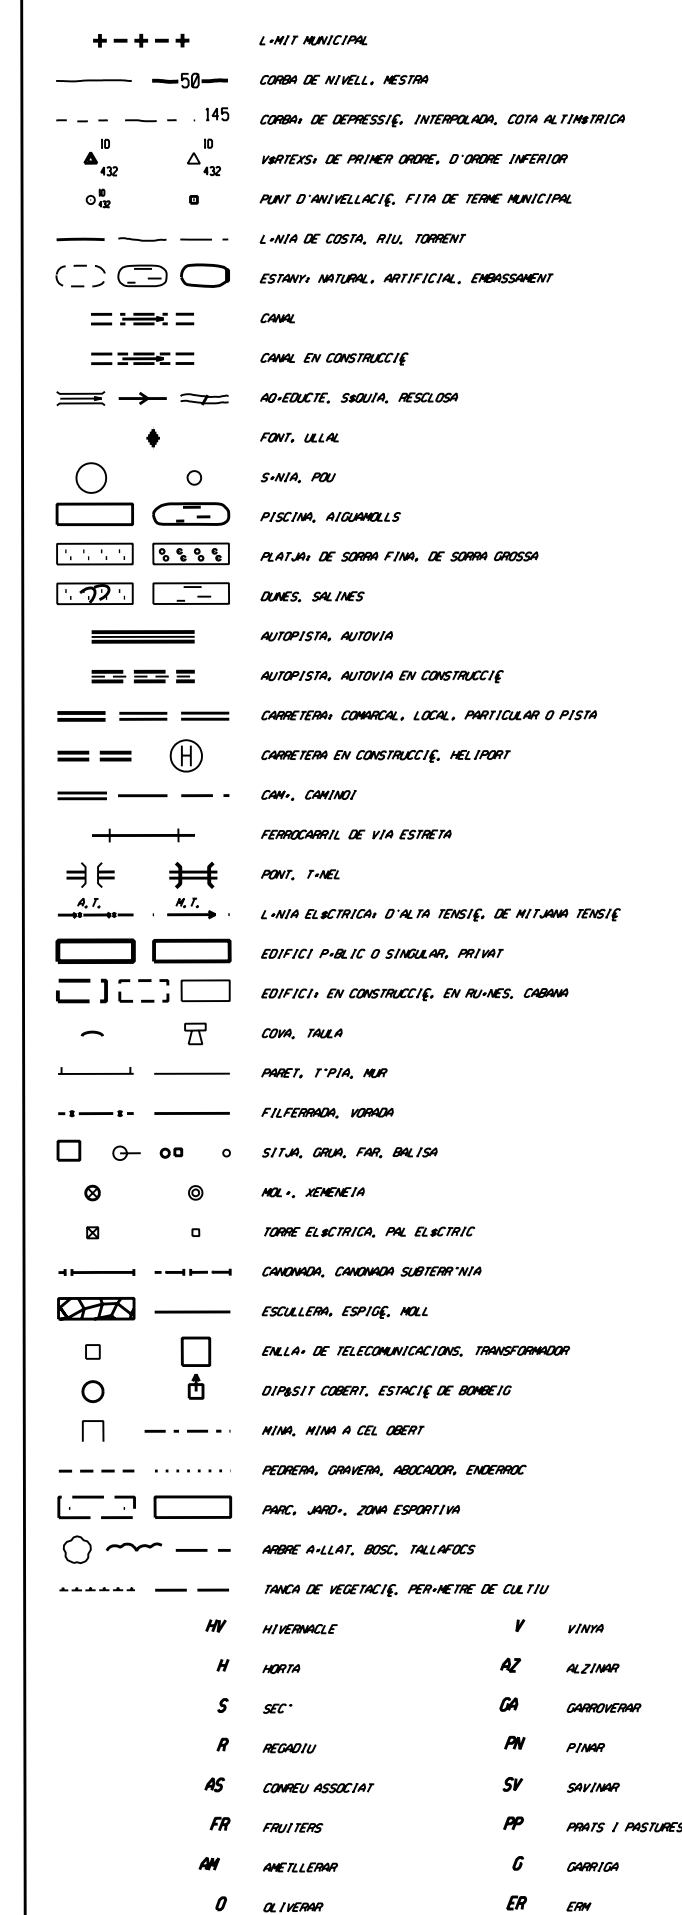 L•MIT MUNICIPAL
50 CORBA DE NIVELL, MESTRA
145 CORBA: DE DEPRESSI£, INTERPOLADA, COTA ALTIM$TRICA
10 432 10 432 V$RTEXS: DE PRIMER ORDRE, D'ORDRE INFERIOR
10 432 PUNT D'ANIVELLACI£, FITA DE TERME MUNICIPAL
L•NIA DE COSTA, RIU, TORRENT
ESTANY: NATURAL, ARTIFICIAL, EMBASSAMENT
CANAL
CANAL EN CONSTRUCCI£
AQ•EDUCTE, S$QUIA, RESCLOSA
FONT, ULLAL
S•NIA, POU
PISCINA, AIGUAMOLLS
PLATJA: DE SORRA FINA, DE SORRA GROSSA
DUNES, SALINES
AUTOPISTA, AUTOVIA
AUTOPISTA, AUTOVIA EN CONSTRUCCI£
CARRETERA: COMARCAL, LOCAL, PARTICULAR O PISTA
H CARRETERA EN CONSTRUCCI£, HELIPORT
CAM•, CAMINOI
FERROCARRIL DE VIA ESTRETA
PONT, T•NEL
A.T. M.T. L•NIA EL$CTRICA: D'ALTA TENSI£, DE MITJANA TENSI£
EDIFICI P•BLIC O SINGULAR, PRIVAT
EDIFICI: EN CONSTRUCCI£, EN RU•NES, CABANA
COVA, TAULA
PARET, T¨PIA, MUR
FILFERRADA, VORADA
SITJA, GRUA, FAR, BALISA
MOL•, XEMENEIA
TORRE EL$CTRICA, PAL EL$CTRIC
CANONADA, CANONADA SUBTERR¨NIA
ESCULLERA, ESPIG£, MOLL
ENLLA• DE TELECOMUNICACIONS, TRANSFORMADOR
DIP&SIT COBERT, ESTACI£ DE BOMBEIG
MINA, MINA A CEL OBERT
PEDRERA, GRAVERA, ABOCADOR, ENDERROC
PARC, JARD•, ZONA ESPORTIVA
ARBRE A•LLAT, BOSC, TALLAFOCS
TANCA DE VEGETACI£, PER•METRE DE CULTIU
HV HIVERNACLE V VINYA
H HORTA AZ ALZINAR
S SEC¨ GA GARROVERAR
R REGADIU PN PINAR
AS CONREU ASSOCIAT SV SAVINAR
FR FRUITERS PP PRATS I PASTURES
AM AMETLLERAR G GARRIGA
O OLIVERAR ER ERM